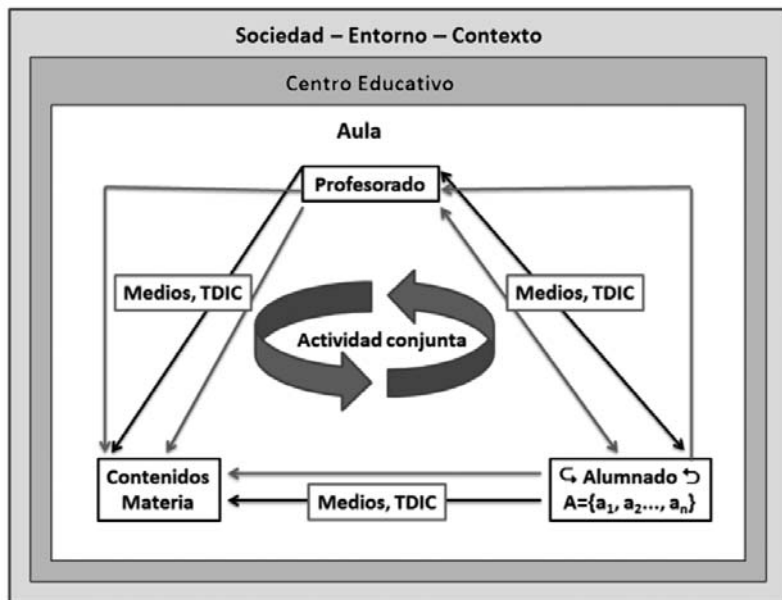 Sociedad – Entorno – Contexto
Centro Educativo
Aula
Profesorado
Medios, TDIC
Medios, TDIC
Actividad conjunta
Contenidos
Materia
Medios, TDIC
⤹ Alumnado ⮌
A={a₁, a₂..., aₙ}